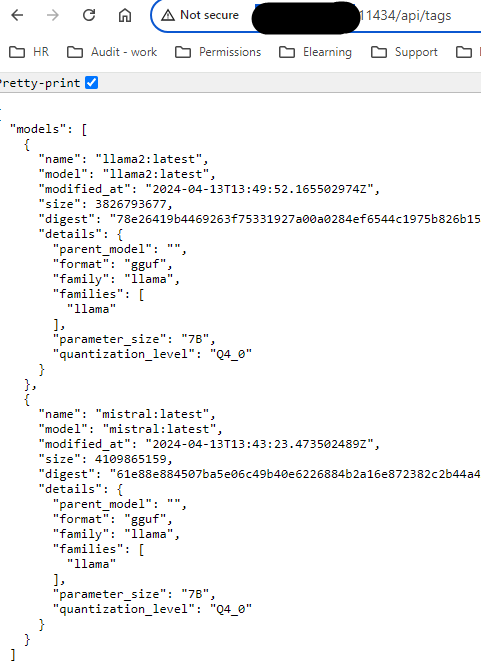 Not secure 11434/api/tags
HR Audit - work Permissions Elearning Support
Pretty-print
{
"models": [
{
"name": "llama2:latest",
"model": "llama2:latest",
"modified_at": "2024-04-13T13:49:52.165502974Z",
"size": 3826793677,
"digest": "78e26419b4469263f75331927a00a0284ef6544c1975b826b15
"details": {
"parent_model": "",
"format": "gguf",
"family": "llama",
"families": [
"llama"
],
"parameter_size": "7B",
"quantization_level": "Q4_0"
}
},
{
"name": "mistral:latest",
"model": "mistral:latest",
"modified_at": "2024-04-13T13:43:23.473502489Z",
"size": 4109865159,
"digest": "61e88e884507ba5e06c49b40e6226884b2a16e872382c2b44a4
"details": {
"parent_model": "",
"format": "gguf",
"family": "llama",
"families": [
"llama"
],
"parameter_size": "7B",
"quantization_level": "Q4_0"
}
}
]